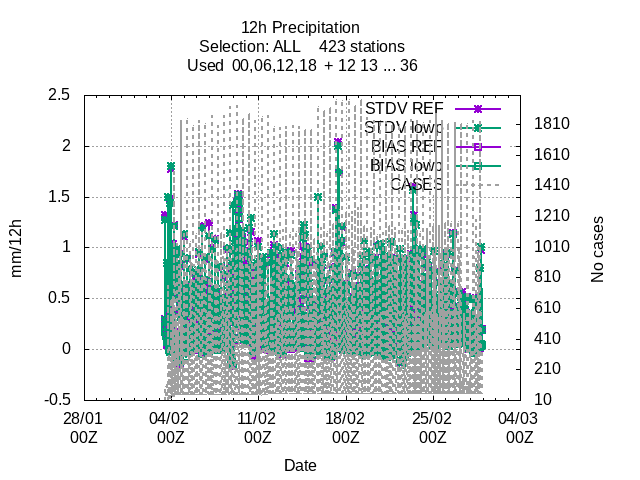 12h Precipitation
Selection: ALL 423 stations
Used 00,06,12,18 + 12 13 ... 36
STDV REF
STDV lowp
BIAS REF
BIAS lowp
CASES
mm/12h
2.5
2
1.5
1
0.5
0
-0.5
No cases
1810
1610
1410
1210
1010
810
610
410
210
10
28/01 04/02 11/02 18/02 25/02 04/03
00Z 00Z 00Z 00Z 00Z 00Z
Date